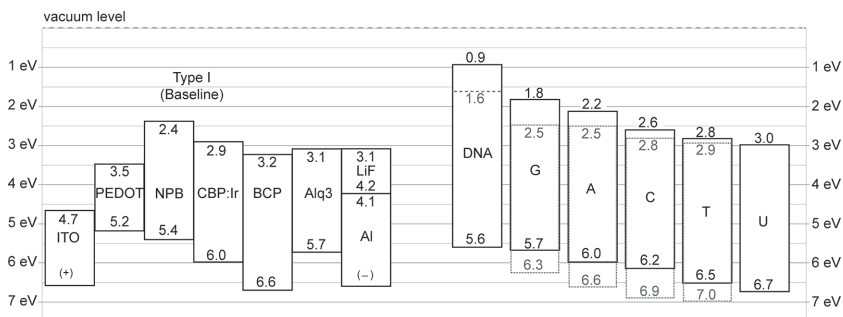 vacuum level
1 eV
2 eV
3 eV
4 eV
5 eV
6 eV
7 eV
Type I
(Baseline)
4.7
ITO
(+)
3.5
PEDOT
5.2
2.4
NPB
5.4
2.9
CBP:Ir
6.0
3.2
BCP
6.6
3.1
Alq3
5.7
3.1
LiF
4.2
4.1
Al
(–)
0.9
1.6
DNA
5.6
1.8
2.5
G
5.7
6.3
2.2
2.5
A
6.0
6.6
2.6
2.8
C
6.2
6.9
2.8
2.9
T
6.5
7.0
3.0
U
6.7
1 eV
2 eV
3 eV
4 eV
5 eV
6 eV
7 eV